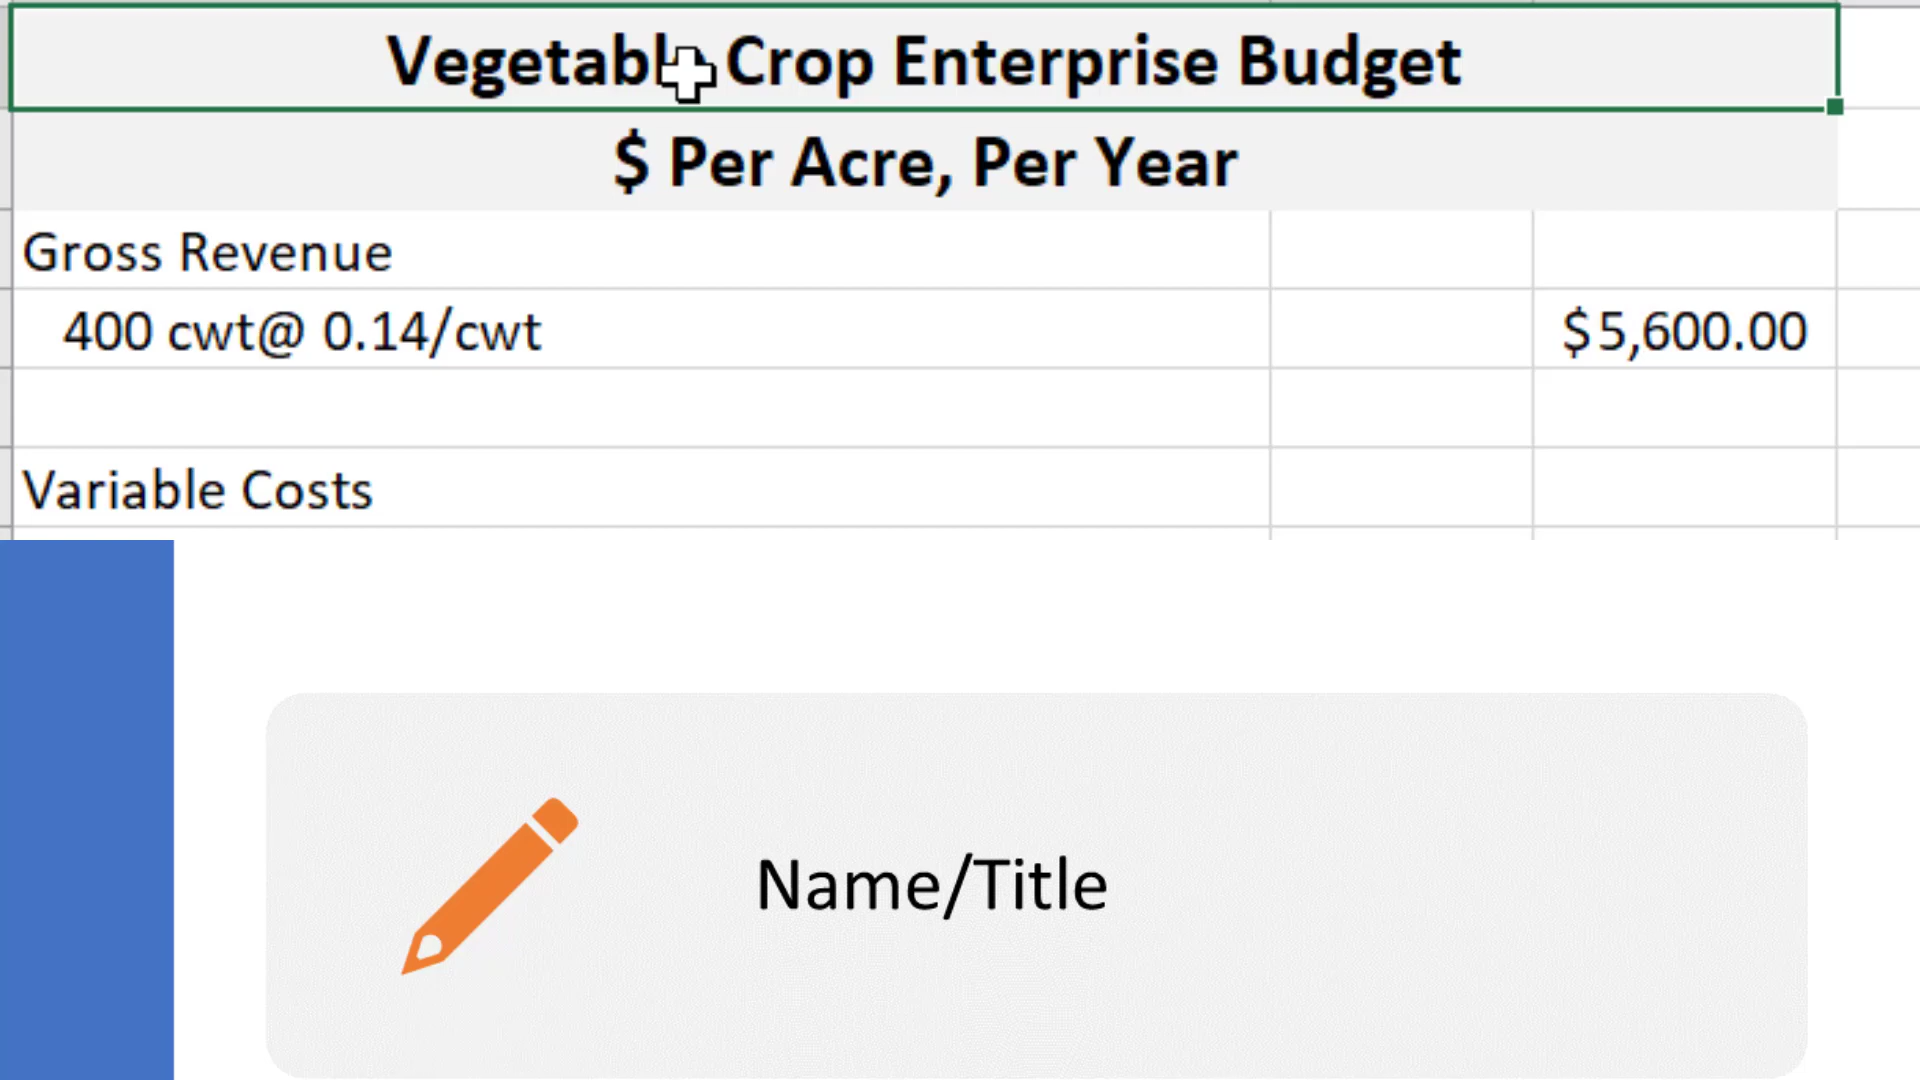 Vegetable Crop Enterprise Budget
$ Per Acre, Per Year
Gross Revenue
400 cwt@ 0.14/cwt $5,600.00
Variable Costs
Name/Title